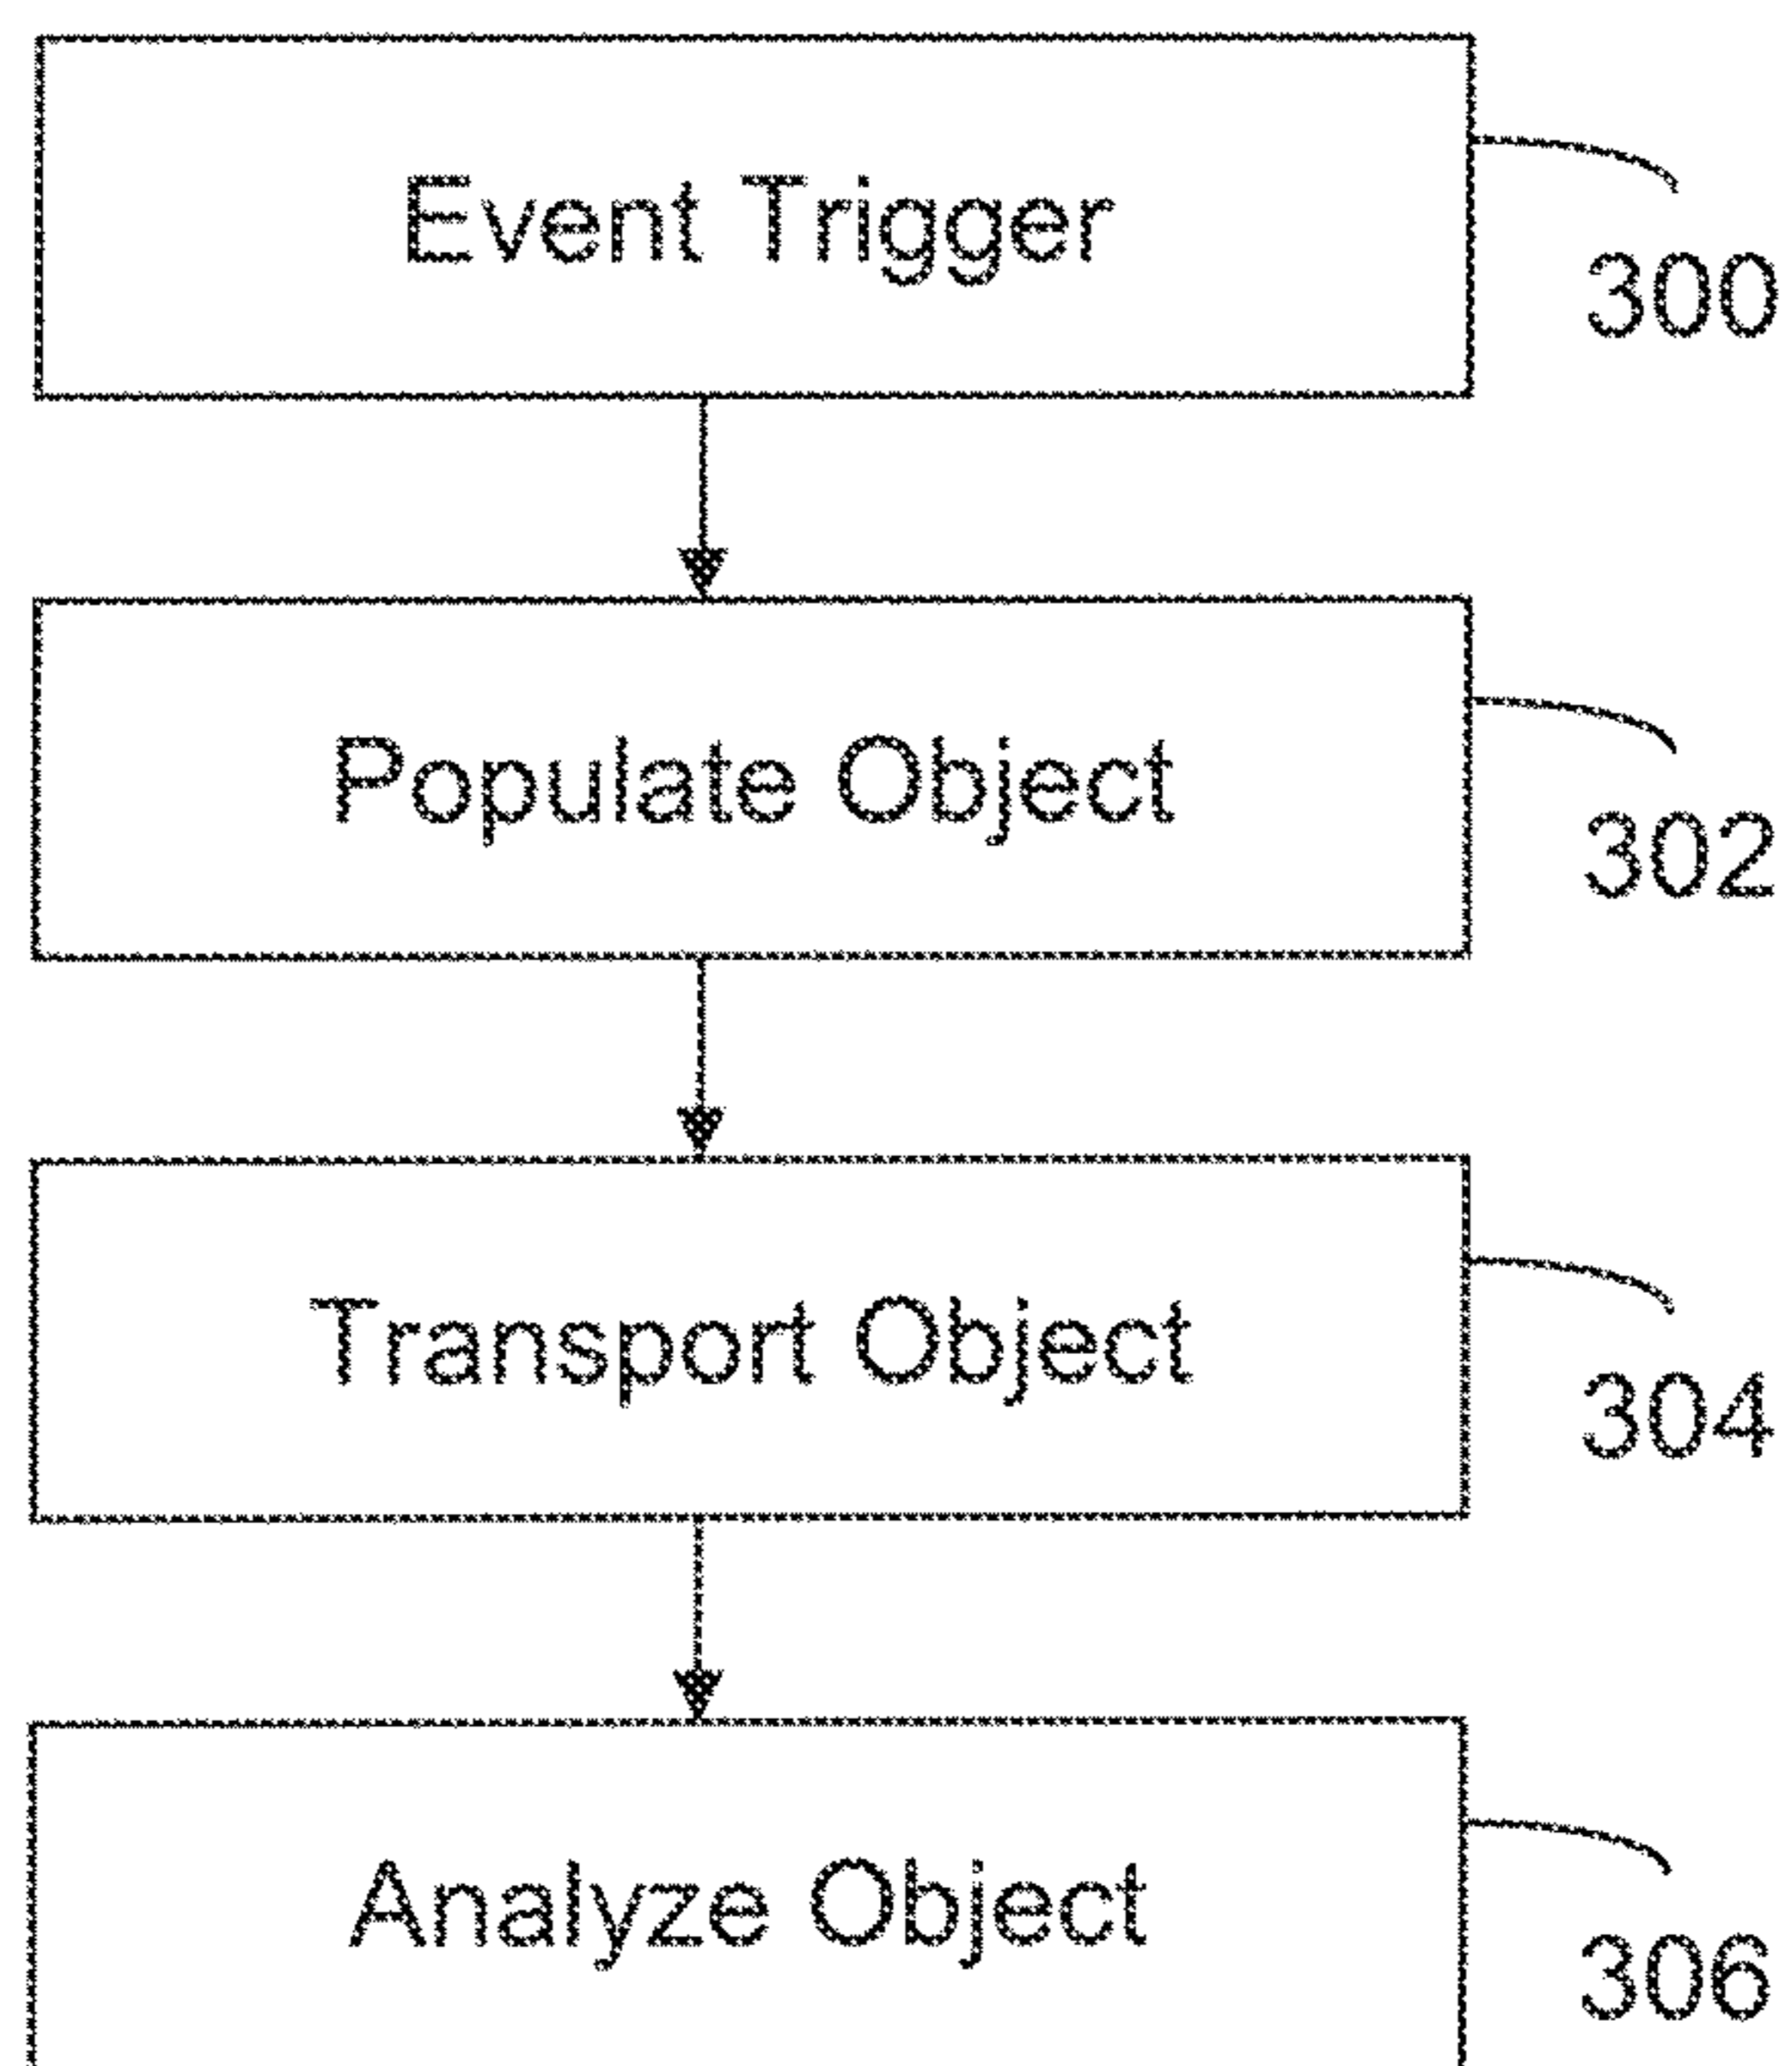 Event Trigger
300
Populate Object
302
Transport Object
304
Analyze Object
306